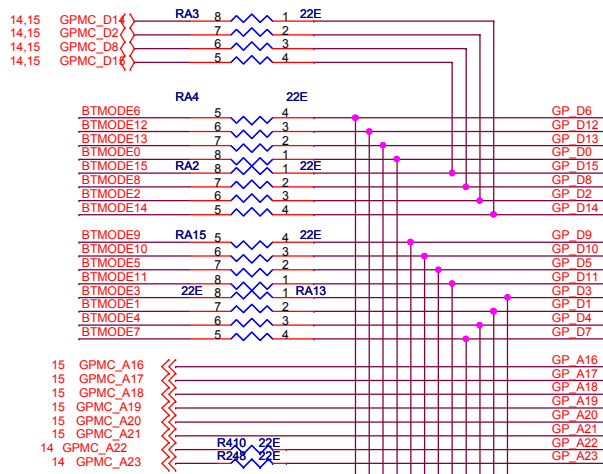 14,15 GPMC_D14 RA3 8 1 22E
14,15 GPMC_D2 7 2
14,15 GPMC_D8 6 3
14,15 GPMC_D15 5 4
RA4 22E
BTMODE6 5 4 GP_D6
BTMODE12 6 3 GP_D12
BTMODE13 7 2 GP_D13
BTMODE0 8 1 GP_D0
BTMODE15 RA2 8 1 22E GP_D15
BTMODE8 7 2 GP_D8
BTMODE2 6 3 GP_D2
BTMODE14 5 4 GP_D14
BTMODE9 RA15 5 4 22E GP_D9
BTMODE10 6 3 GP_D10
BTMODE5 7 2 GP_D5
BTMODE11 8 1 GP_D11
BTMODE3 22E 8 1 RA13 GP_D3
BTMODE1 7 2 GP_D1
BTMODE4 6 3 GP_D4
BTMODE7 5 4 GP_D7
15 GPMC_A16 GP_A16
15 GPMC_A17 GP_A17
15 GPMC_A18 GP_A18
15 GPMC_A19 GP_A19
15 GPMC_A20 GP_A20
15 GPMC_A21 GP_A21
14 GPMC_A22 R410 22E GP_A22
14 GPMC_A23 R248 22E GP_A23